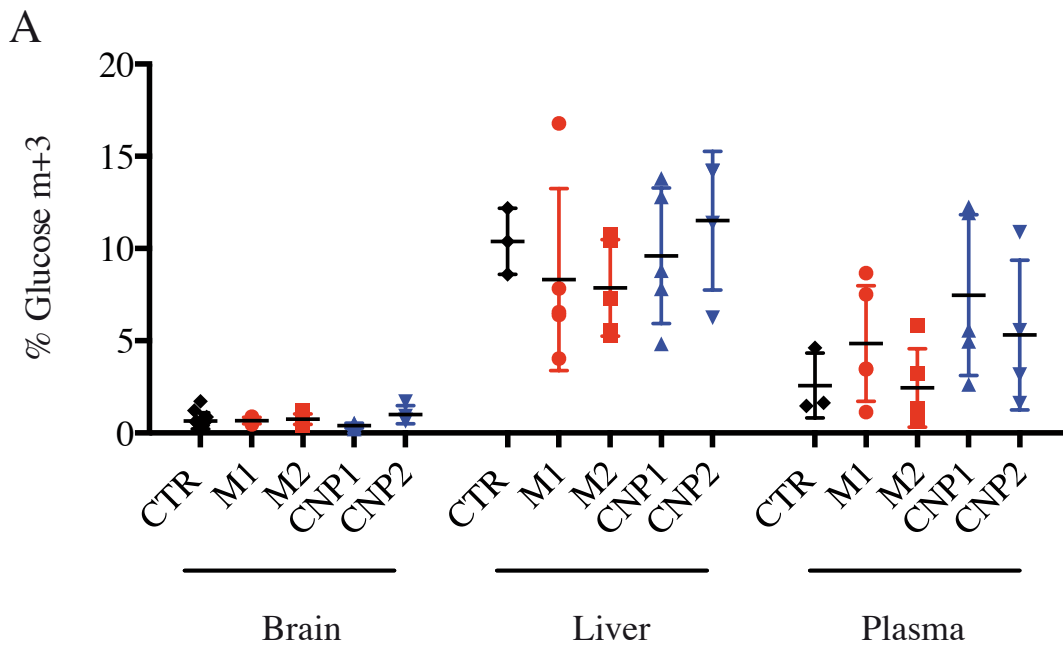 A
% Glucose m+3
20
15
10
5
0
CTR M1 M2 CNP1 CNP2 CTR M1 M2 CNP1 CNP2 CTR M1 M2 CNP1 CNP2
Brain Liver Plasma